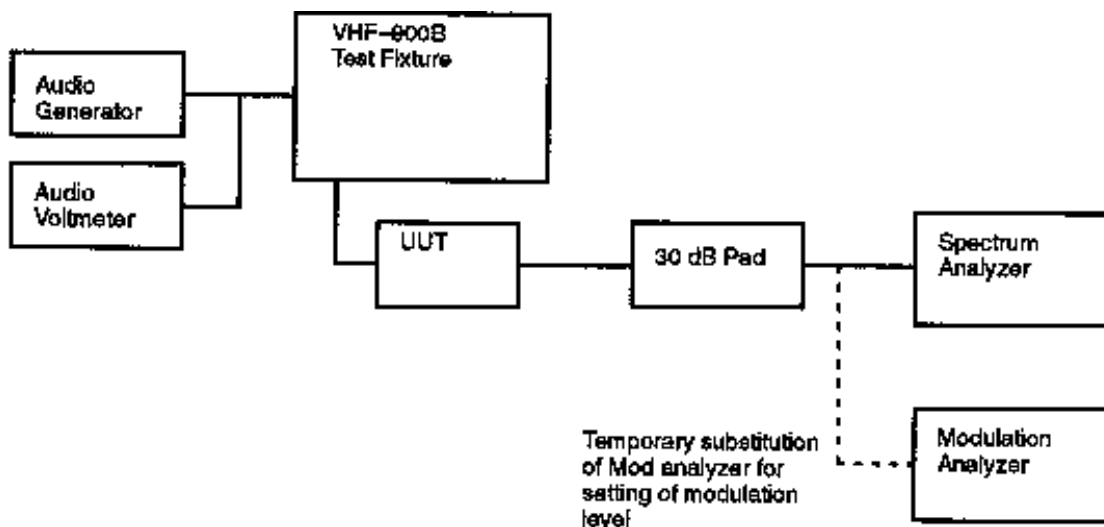 VHF-900B
Test Fixture
Audio
Generator
Audio
Voltmeter
UUT
30 dB Pad
Spectrum
Analyzer
Modulation
Analyzer
Temporary substitution
of Mod analyzer for
setting of modulation
level